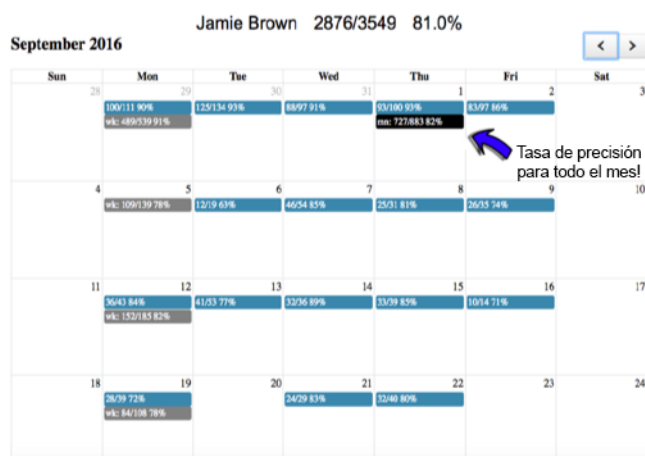 Jamie Brown 2876/3549 81.0%
September 2016
Sun Mon Tue Wed Thu Fri Sat
28 29 30 31 1 2 3
100/111 90% 125/134 93% 88/97 91% 93/100 93% 83/97 86%
wk: 489/539 91% mn: 727/883 82%
Tasa de precisión
para todo el mes!
4 5 6 7 8 9 10
wk: 109/139 78% 12/19 63% 46/54 85% 25/31 81% 26/35 74%
11 12 13 14 15 16 17
36/43 84% 41/53 77% 32/36 89% 33/39 85% 10/14 71%
wk: 152/185 82%
18 19 20 21 22 23 24
28/39 72% 24/29 83% 32/40 80%
wk: 84/108 78%